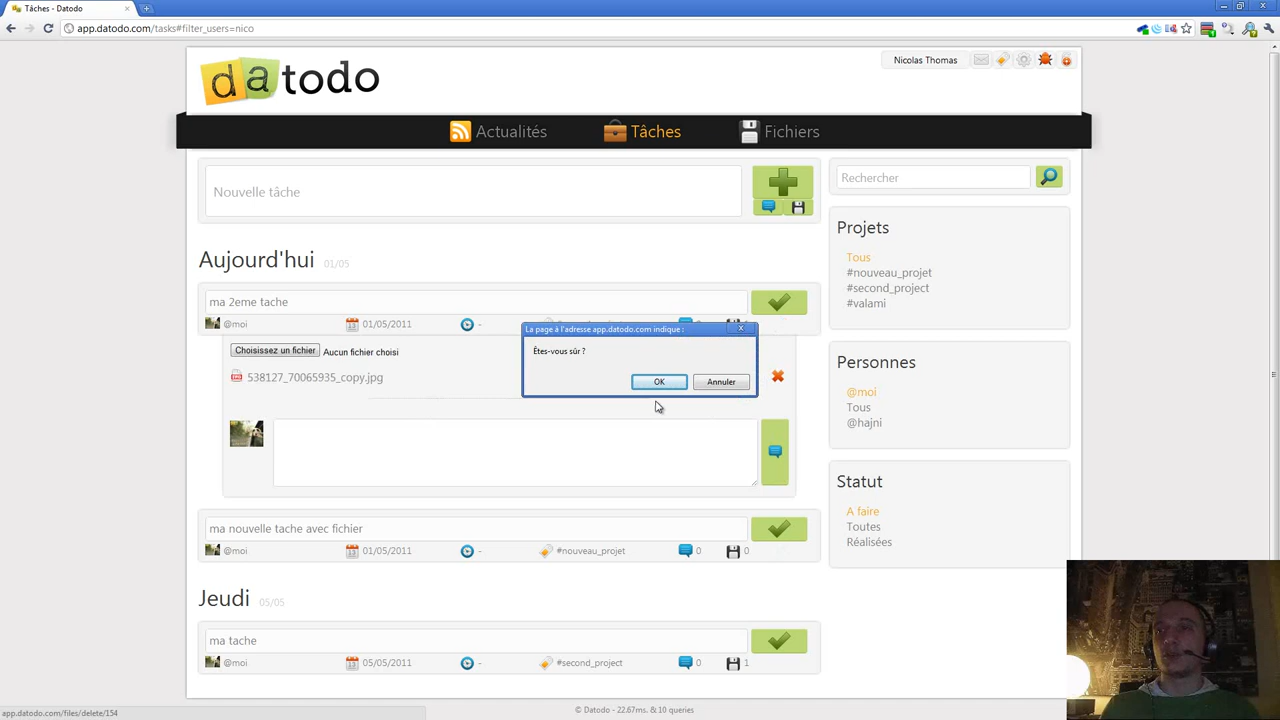 Tâches - Datodo
app.datodo.com/tasks#filter_users=nico
datodo
Nicolas Thomas
Actualités
Tâches
Fichiers
Nouvelle tâche
Rechercher
Aujourd'hui 01/05
ma 2eme tache
@moi 01/05/2011 -
La page à l'adresse app.datodo.com indique :
Êtes-vous sûr ?
OK Annuler
Choisissez un fichier Aucun fichier choisi
538127_70065935_copy.jpg
ma nouvelle tache avec fichier
@moi 01/05/2011 - #nouveau_projet 0 0
Jeudi 05/05
ma tache
@moi 05/05/2011 - #second_project 0 1
Projets
Tous
#nouveau_projet
#second_project
#valami
Personnes
@moi
Tous
@hajni
Statut
A faire
Toutes
Réalisées
© Datodo - 22.67ms. & 10 queries
app.datodo.com/files/delete/154